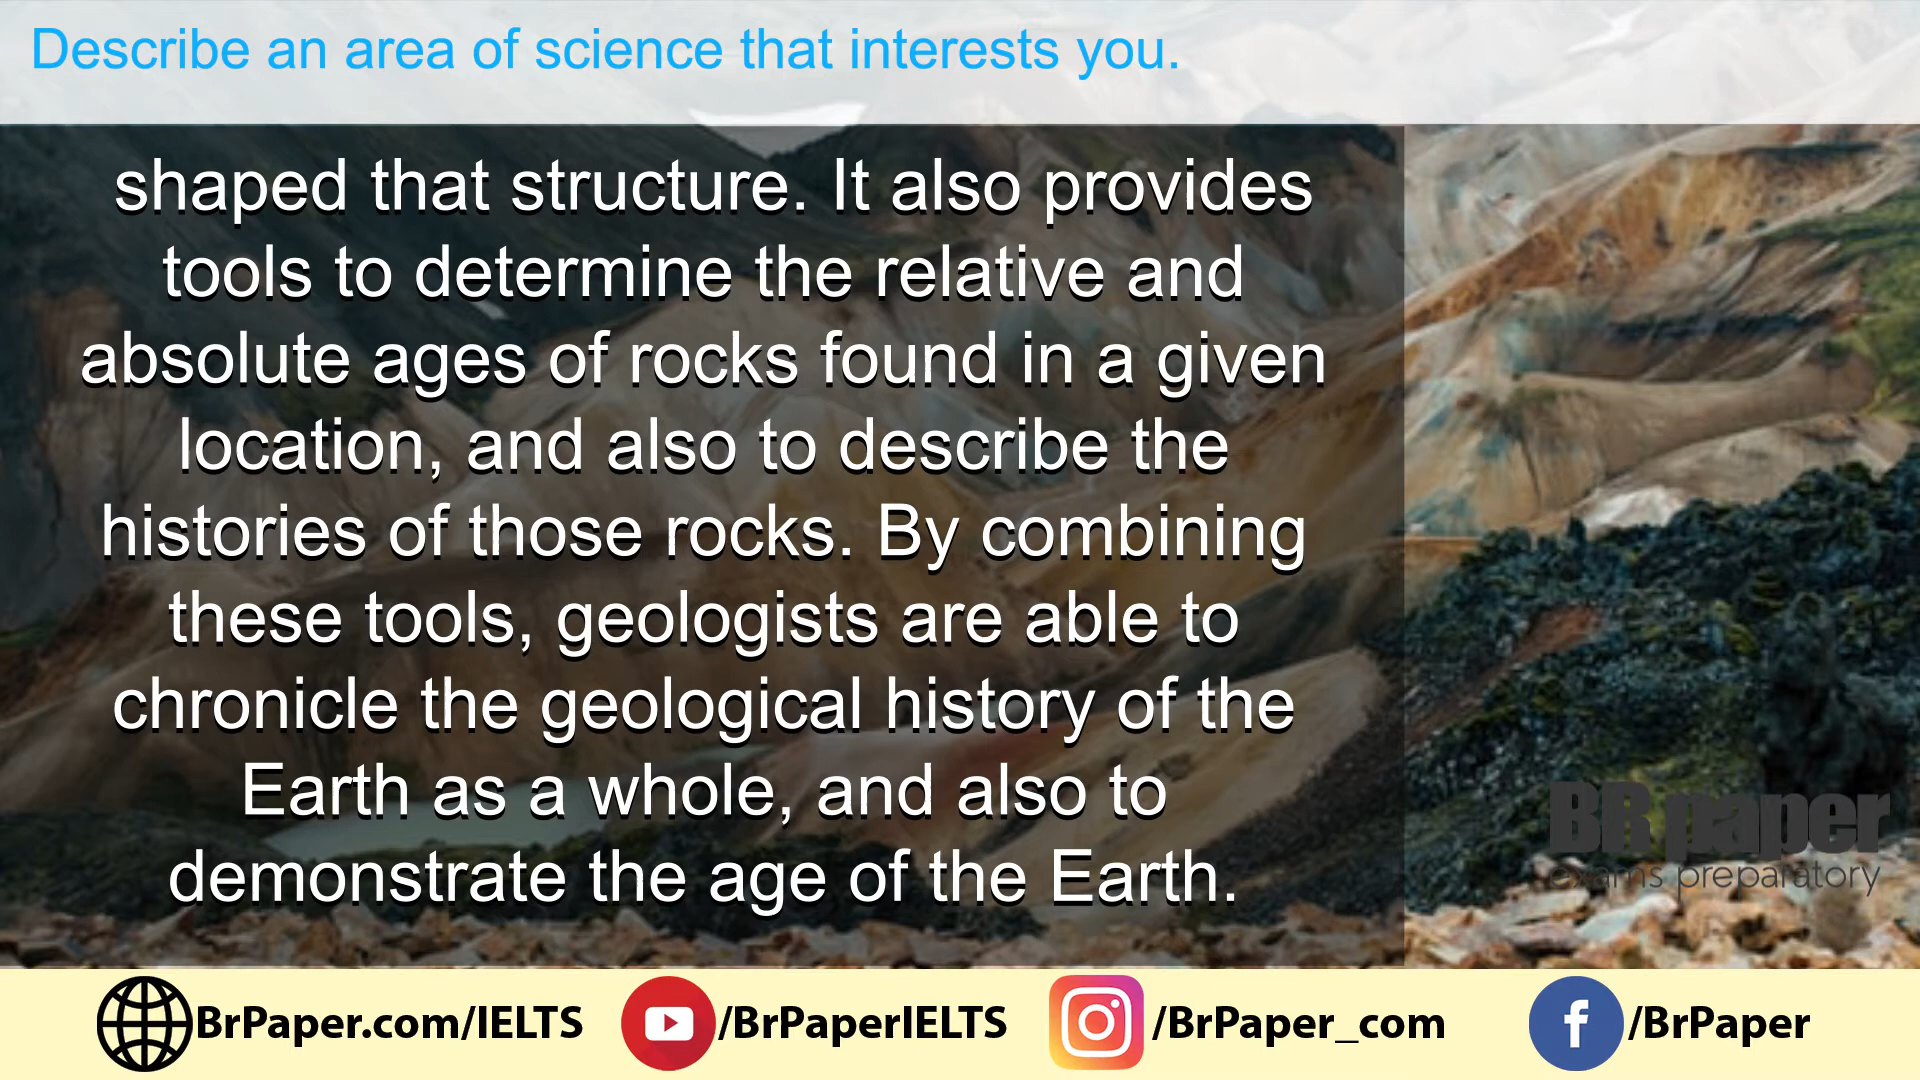 Describe an area of science that interests you.
shaped that structure. It also provides
tools to determine the relative and
absolute ages of rocks found in a given
location, and also to describe the
histories of those rocks. By combining
these tools, geologists are able to
chronicle the geological history of the
Earth as a whole, and also to
demonstrate the age of the Earth.
BR paper
exams preparatory
BrPaper.com/IELTS /BrPaperIELTS /BrPaper_com /BrPaper